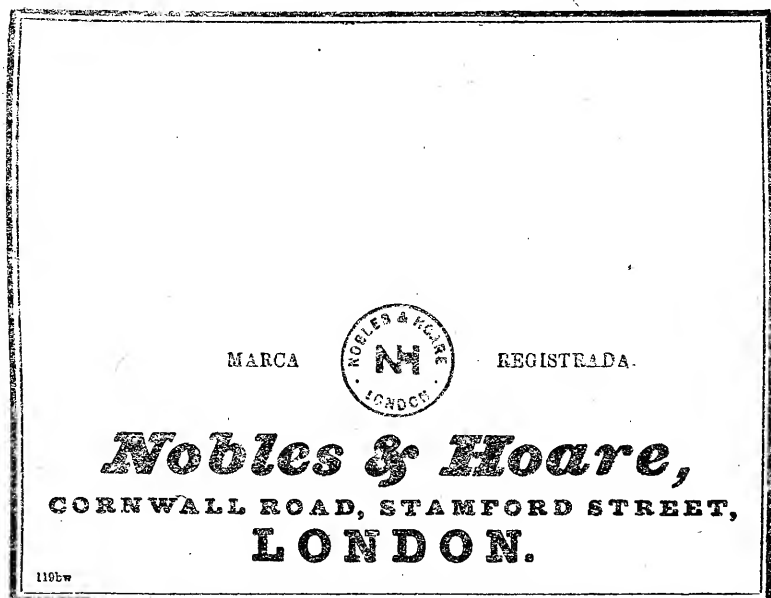 MARCA NOBLES & HOARE NH LONDON REGISTRADA.
Nobles & Hoare,
CORNWALL ROAD, STAMFORD STREET,
LONDON.
119bw